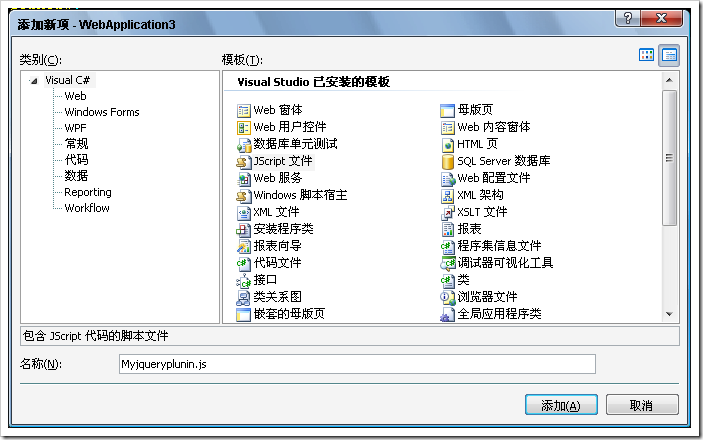 添加新项 - WebApplication3
类别(C):
模板(T):
Visual C#
Web
Windows Forms
WPF
常规
代码
数据
Reporting
Workflow
Visual Studio 已安装的模板
Web 窗体
母版页
Web 用户控件
Web 内容窗体
数据库单元测试
HTML 页
JScript 文件
SQL Server 数据库
Web 服务
Web 配置文件
Windows 脚本宿主
XML 架构
XML 文件
XSLT 文件
安装程序类
报表
报表向导
程序集信息文件
代码文件
调试器可视化工具
接口
类
类关系图
浏览器文件
嵌套的母版页
全局应用程序类
包含 JScript 代码的脚本文件
名称(N):
Myjqueryplunin.js
添加(A)
取消